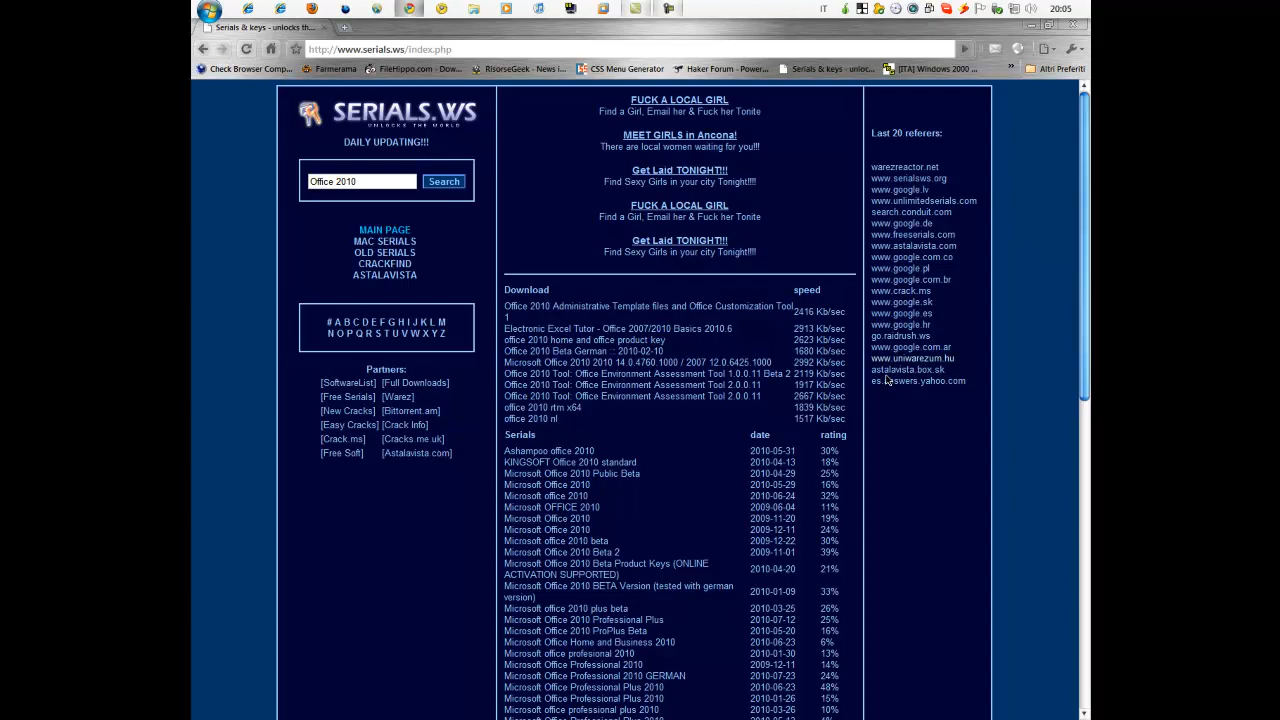 IT
20:05
Serials & keys - unlocks th...
http://www.serials.ws/index.php
Check Browser Comp...
Farmerama
FileHippo.com - Dow...
RisorseGeek - News i...
CSS Menu Generator
Haker Forum - Power...
Serials & keys - unloc...
[ITA] Windows 2000 ...
»
Altri Preferiti
SERIALS.WS
UNLOCKS THE WORLD
DAILY UPDATING!!!
Office 2010
Search
MAIN PAGE
MAC SERIALS
OLD SERIALS
CRACKFIND
ASTALAVISTA
# A B C D E F G H I J K L M
N O P Q R S T U V W X Y Z
Partners:
[SoftwareList] [Full Downloads]
[Free Serials] [Warez]
[New Cracks] [Bittorrent.am]
[Easy Cracks] [Crack Info]
[Crack.ms] [Cracks.me.uk]
[Free Soft] [Astalavista.com]
FUCK A LOCAL GIRL
Find a Girl, Email her & Fuck her Tonite
MEET GIRLS in Ancona!
There are local women waiting for you!!!
Get Laid TONIGHT!!!
Find Sexy Girls in your city Tonight!!!!
FUCK A LOCAL GIRL
Find a Girl, Email her & Fuck her Tonite
Get Laid TONIGHT!!!
Find Sexy Girls in your city Tonight!!!!
Download speed
Office 2010 Administrative Template files and Office Customization Tool 2416 Kb/sec
1
Electronic Excel Tutor - Office 2007/2010 Basics 2010.6 2913 Kb/sec
office 2010 home and office product key 2623 Kb/sec
Office 2010 Beta German :: 2010-02-10 1680 Kb/sec
Microsoft Office 2010 2010 14.0.4760.1000 / 2007 12.0.6425.1000 2992 Kb/sec
Office 2010 Tool: Office Environment Assessment Tool 1.0.0.11 Beta 2 2373 Kb/sec
Office 2010 Tool: Office Environment Assessment Tool 2.0.0.11 1917 Kb/sec
Office 2010 Tool: Office Environment Assessment Tool 2.0.0.11 2667 Kb/sec
office 2010 rtm x64 1839 Kb/sec
office 2010 nl 1517 Kb/sec
Serials date rating
Ashampoo office 2010 2010-05-31 30%
KINGSOFT Office 2010 standard 2010-04-13 18%
Microsoft Office 2010 Public Beta 2010-04-29 25%
Microsoft Office 2010 2010-05-29 16%
Microsoft office 2010 2010-06-24 32%
Microsoft OFFICE 2010 2009-06-04 11%
Microsoft Office 2010 2009-11-20 19%
Microsoft Office 2010 2009-12-11 24%
Microsoft office 2010 beta 2009-12-22 30%
Microsoft Office 2010 Beta 2 2009-11-01 39%
Microsoft Office 2010 Beta Product Keys (ONLINE
ACTIVATION SUPPORTED) 2010-04-20 21%
Microsoft Office 2010 BETA Version (tested with german
version) 2010-01-09 33%
Microsoft office 2010 plus beta 2010-03-25 26%
Microsoft Office 2010 Professional Plus 2010-07-12 25%
Microsoft Office 2010 ProPlus Beta 2010-05-20 16%
Microsoft Office Home and Business 2010 2010-06-23 6%
Microsoft office profesional 2010 2010-01-30 13%
Microsoft Office Professional 2010 2009-12-11 14%
Microsoft Office Professional 2010 GERMAN 2010-07-23 24%
Microsoft Office Professional Plus 2010 2010-06-23 48%
Microsoft Office Professional Plus 2010 2010-01-26 15%
Microsoft office professional plus 2010 2010-03-26 10%
Microsoft Office Professional Plus 2010
Last 20 referers:
warezreactor.net
www.serialsws.org
www.google.lv
www.unlimitedserials.com
search.conduit.com
www.google.de
www.freeserials.com
www.astalavista.com
www.google.com.co
www.google.pl
www.google.com.br
www.crack.ms
www.google.sk
www.google.es
www.google.hr
go.raidrush.ws
www.google.com.ar
www.uniwarezum.hu
astalavista.box.sk